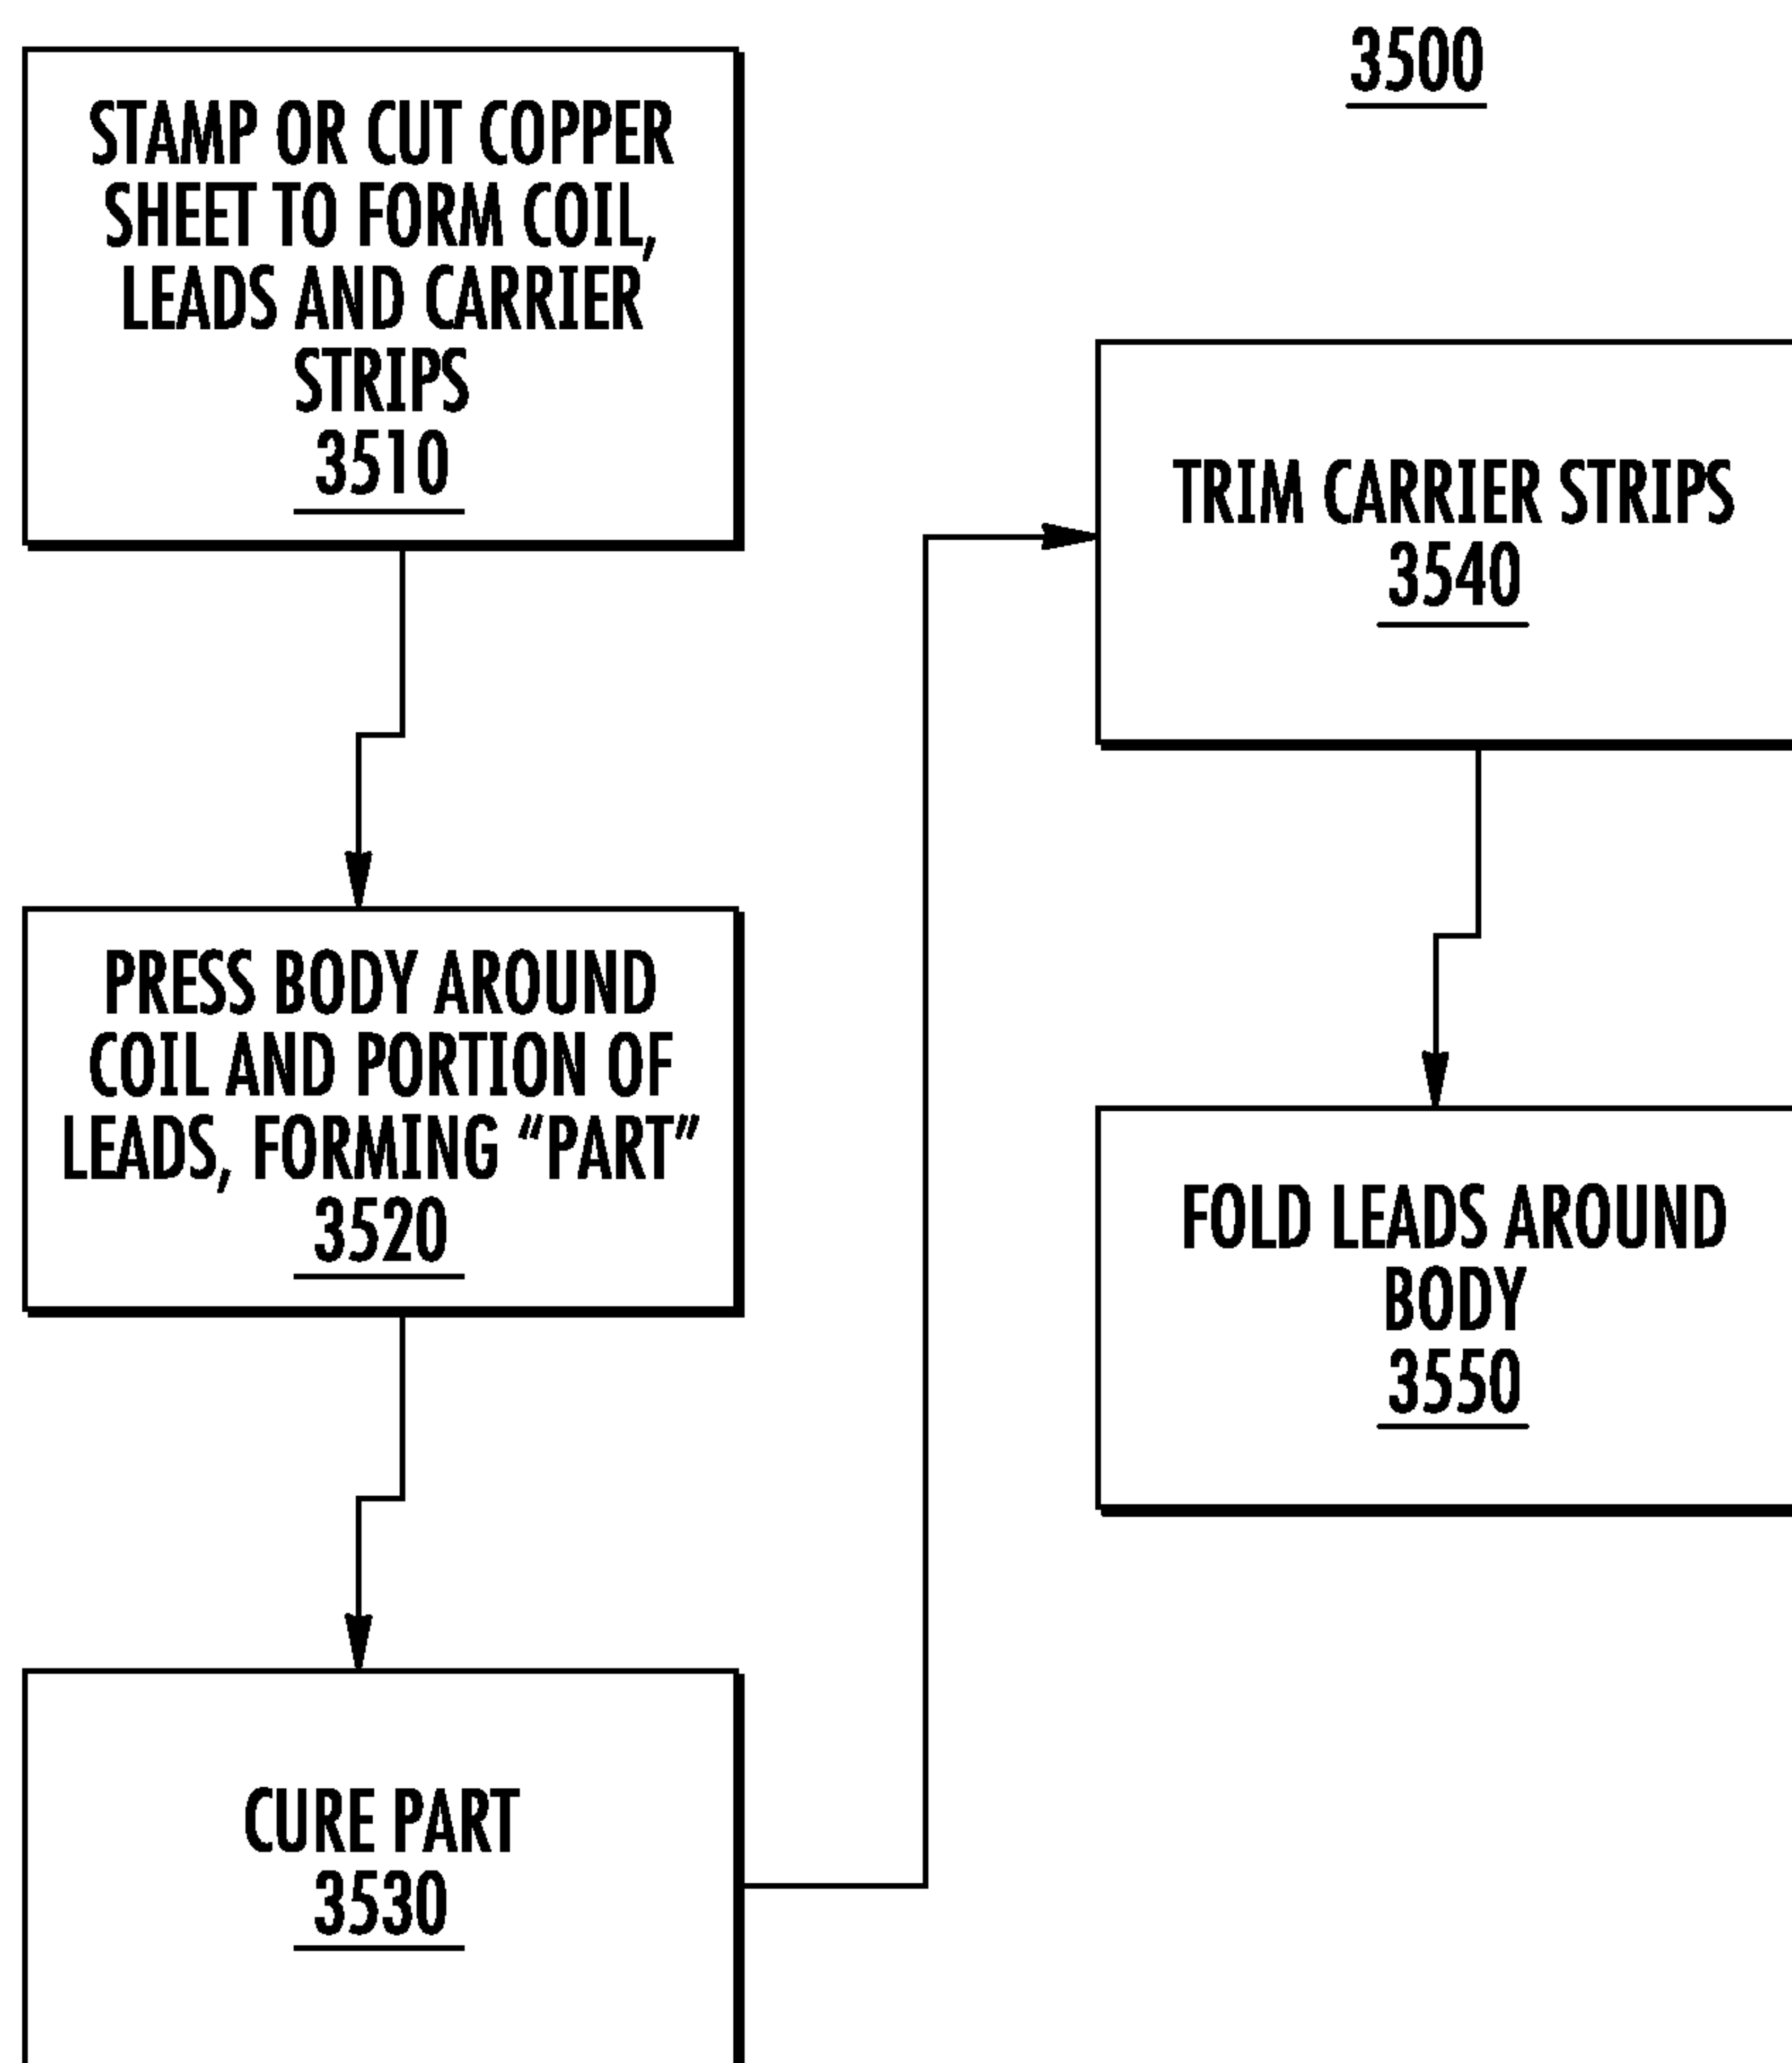 3500
STAMP OR CUT COPPER
SHEET TO FORM COIL,
LEADS AND CARRIER
STRIPS
3510
PRESS BODY AROUND
COIL AND PORTION OF
LEADS, FORMING “PART”
3520
CURE PART
3530
TRIM CARRIER STRIPS
3540
FOLD LEADS AROUND
BODY
3550